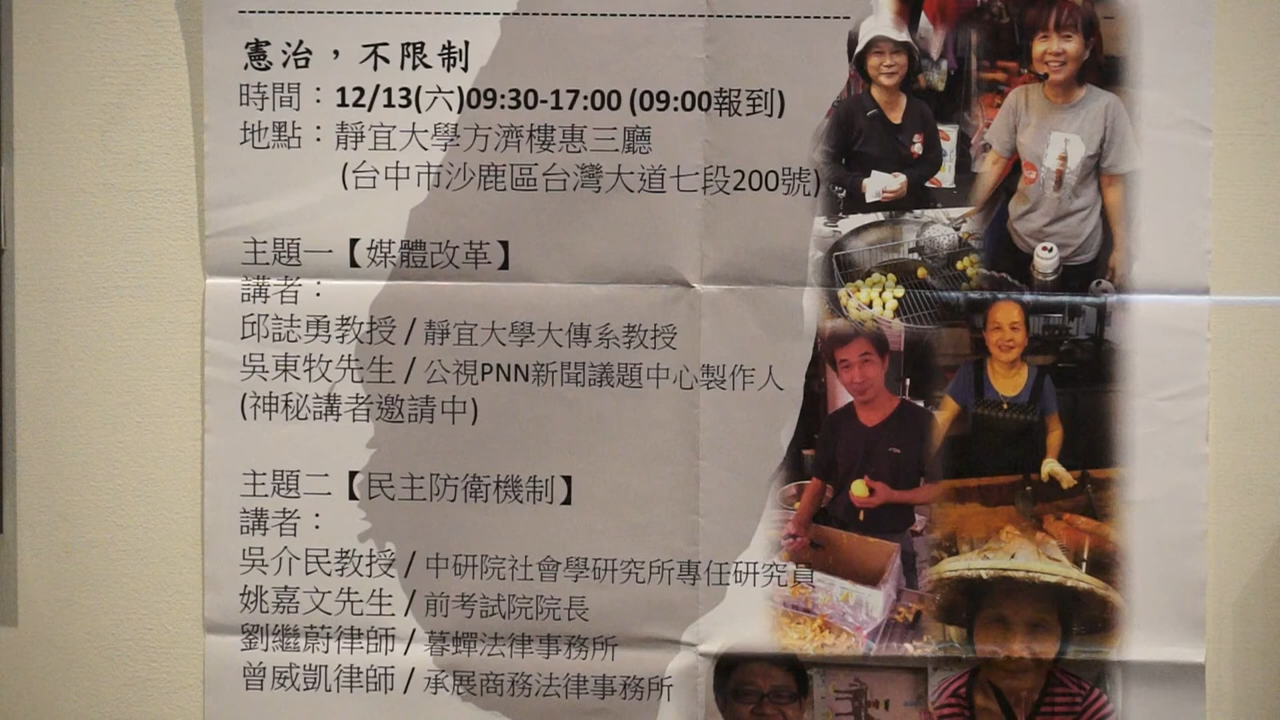 憲治，不限制
時間：12/13(六)09:30-17:00 (09:00報到)
地點：靜宜大學方濟樓惠三廳
(台中市沙鹿區台灣大道七段200號)
主題一【媒體改革】
講者：
邱誌勇教授 / 靜宜大學大傳系教授
吳東牧先生 / 公視PNN新聞議題中心製作人
(神秘講者邀請中)
主題二【民主防衛機制】
講者：
吳介民教授 / 中研院社會學研究所專任研究員
姚嘉文先生 / 前考試院院長
劉繼蔚律師 / 暮蟬法律事務所
曾威凱律師 / 承展商務法律事務所